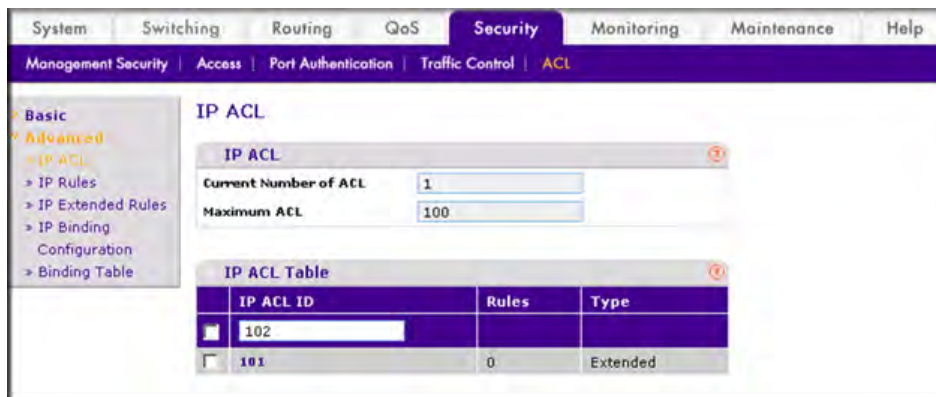 System Switching Routing QoS Security Monitoring Maintenance Help
Management Security Access Port Authentication Traffic Control ACL
Basic
Advanced
» IP ACL
» IP Rules
» IP Extended Rules
» IP Binding
Configuration
» Binding Table
IP ACL
IP ACL
Current Number of ACL 1
Maximum ACL 100
IP ACL Table
IP ACL ID Rules Type
102
101 0 Extended